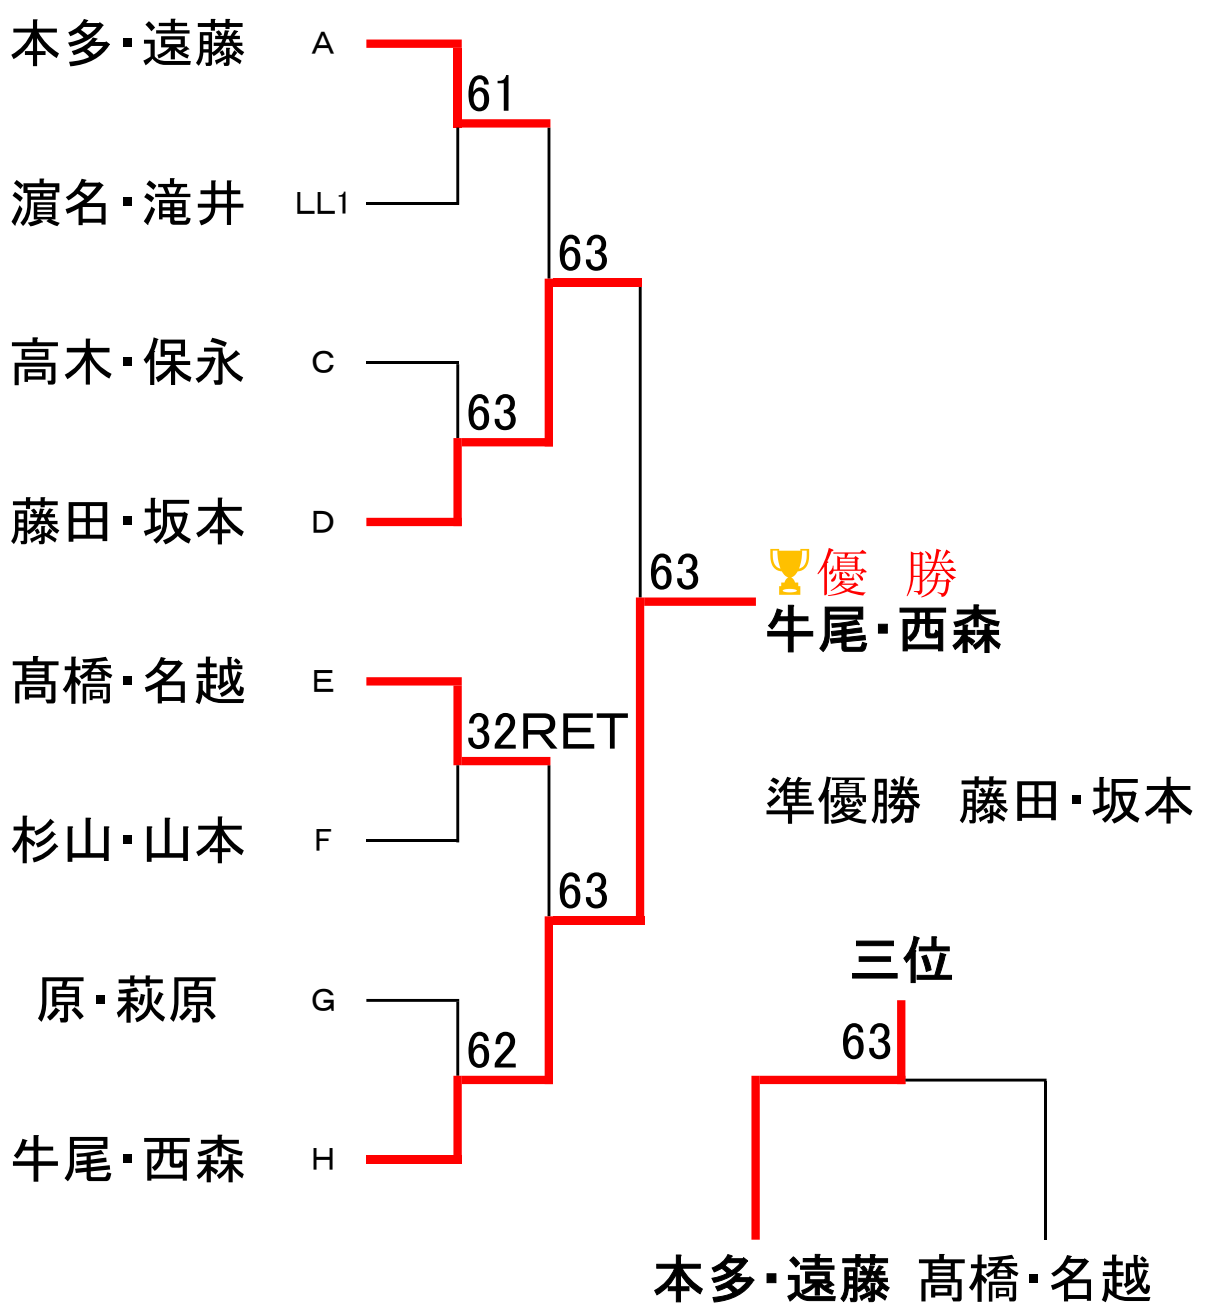 本多・遠藤 A
61
濵名・滝井 LL1
63
高木・保永 C
63
藤田・坂本 D
63
優 勝
牛尾・西森
髙橋・名越 E
32RET
準優勝 藤田・坂本
杉山・山本 F
63
三位
原・萩原 G
62
63
牛尾・西森 H
本多・遠藤 髙橋・名越